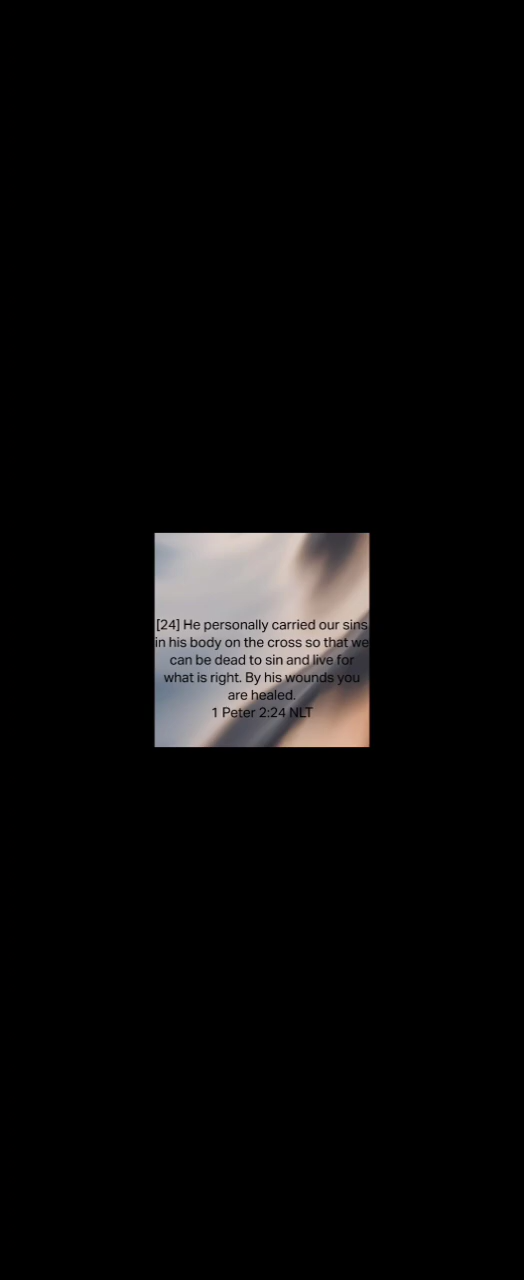 [24] He personally carried our sins
in his body on the cross so that we
can be dead to sin and live for
what is right. By his wounds you
are healed.
1 Peter 2:24 NLT